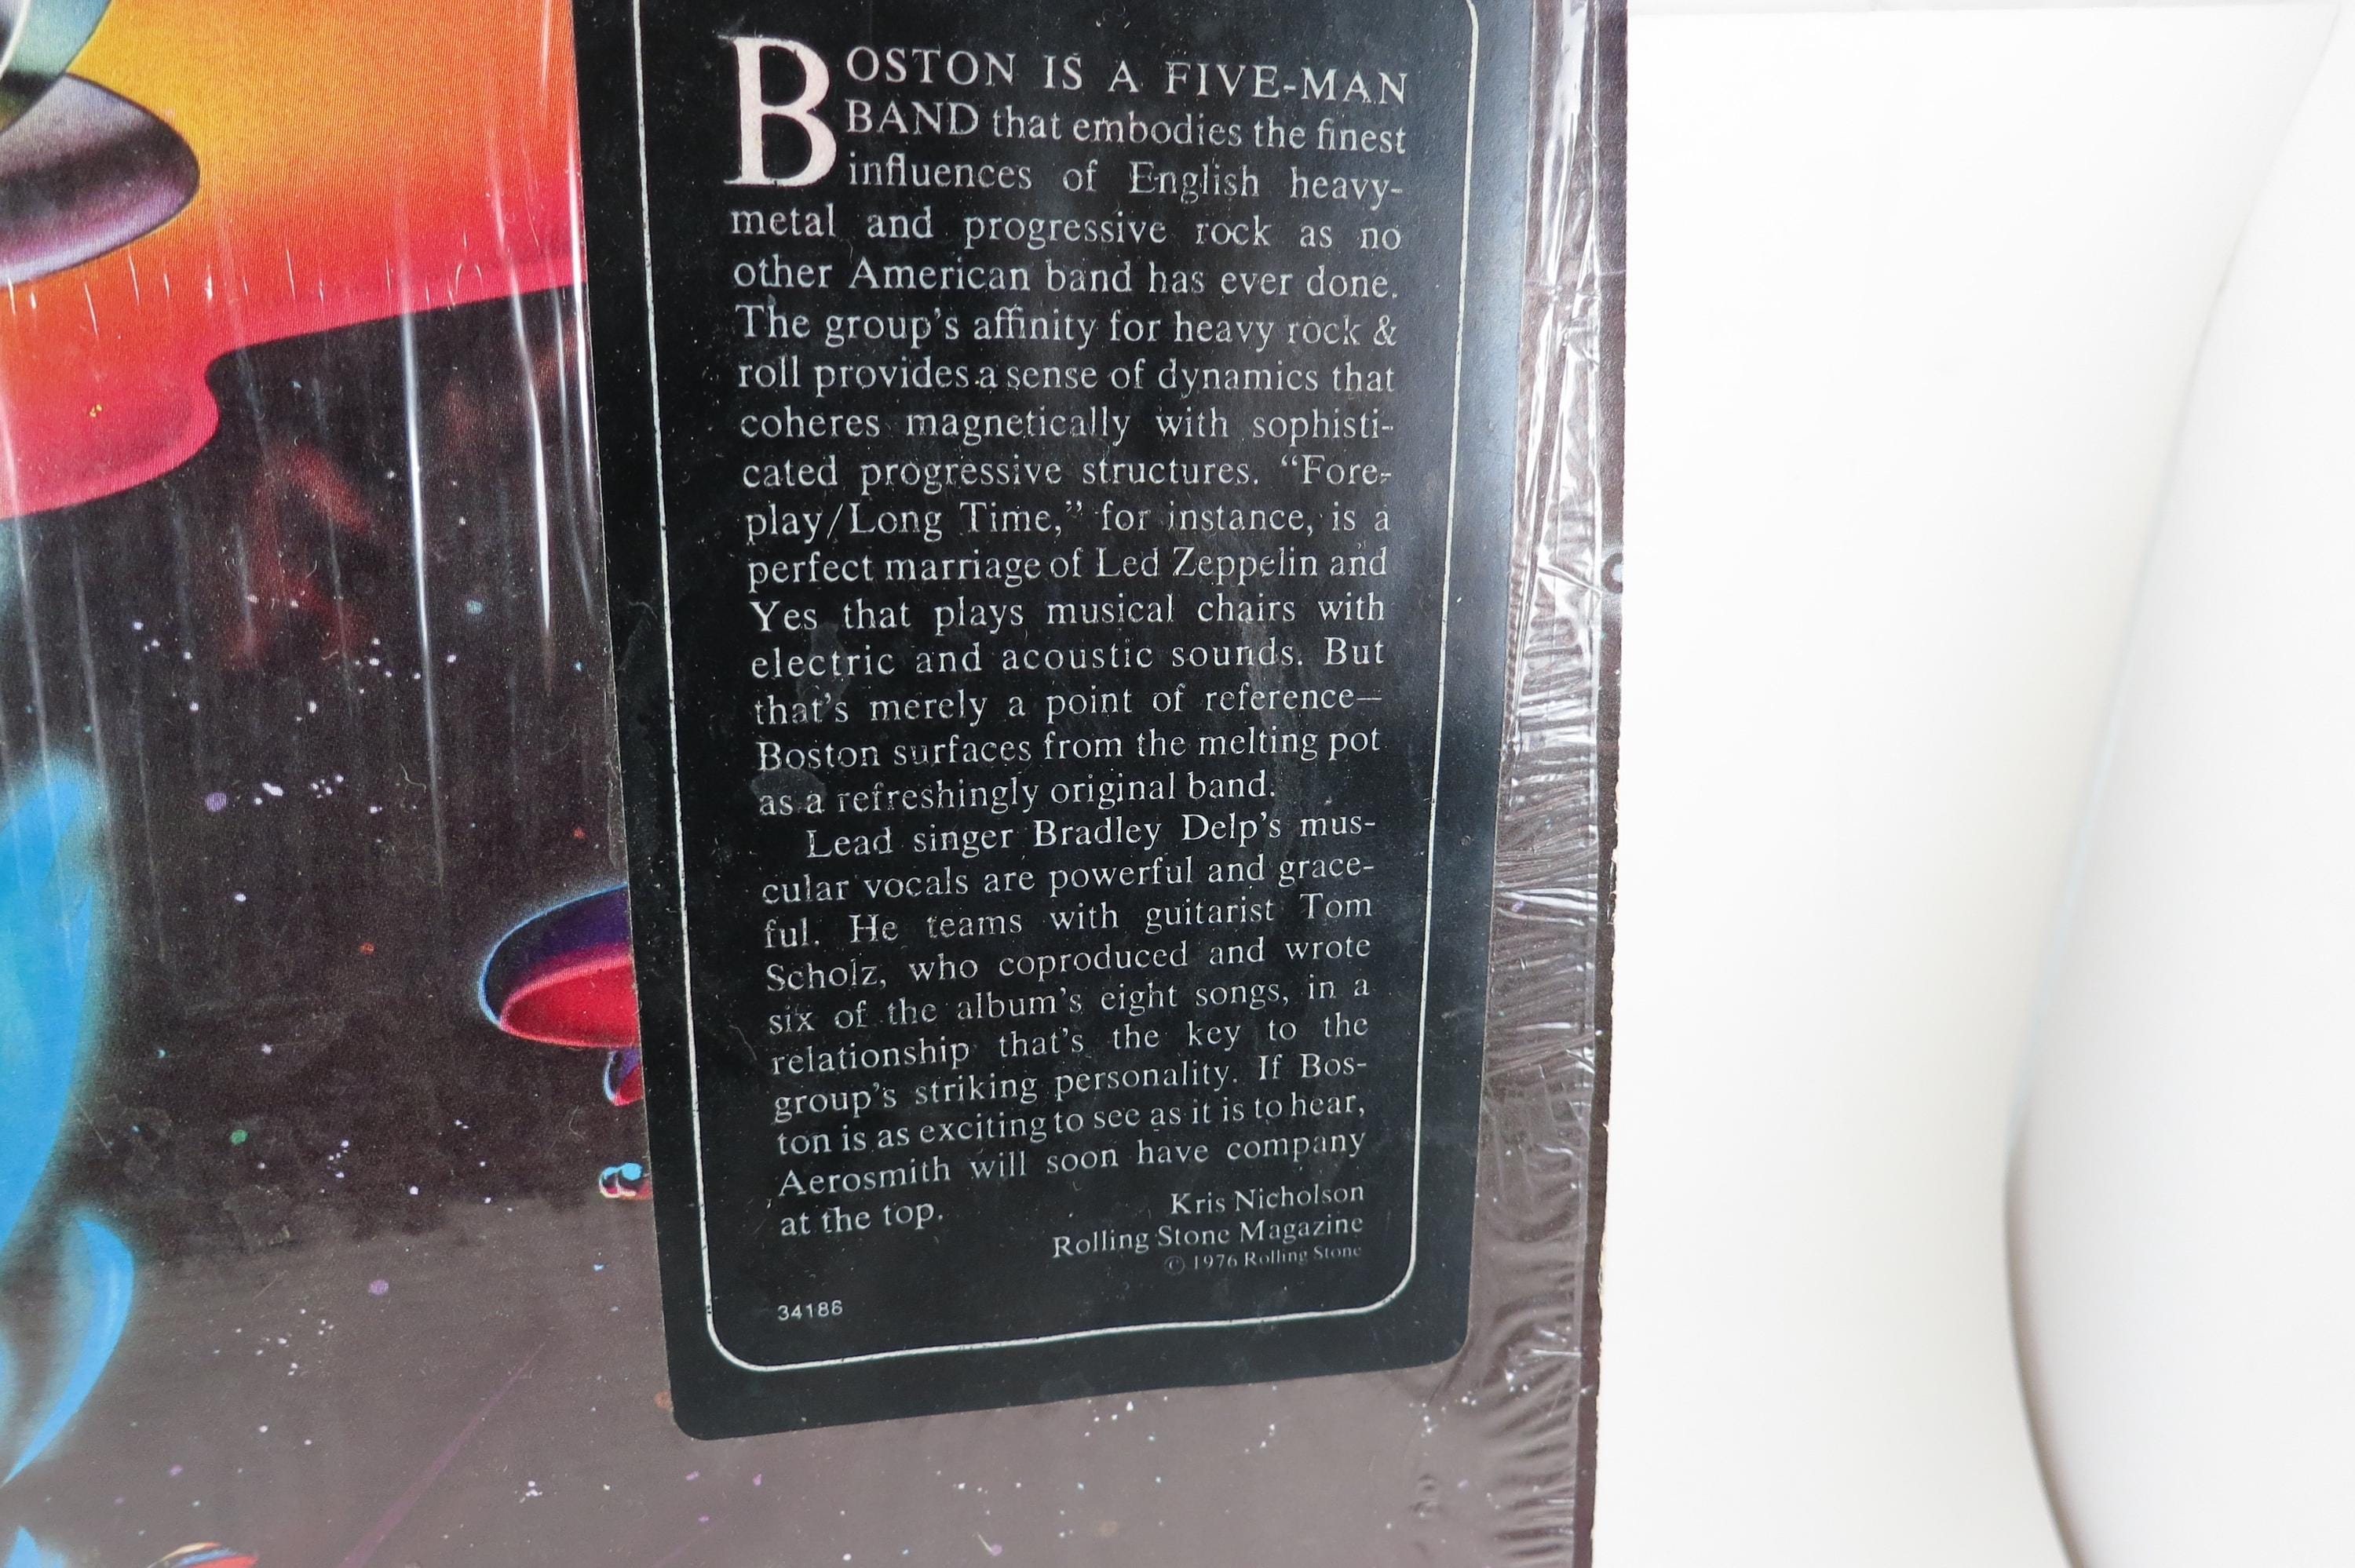 BOSTON IS A FIVE-MAN
BAND that embodies the finest
influences of English heavy-
metal and progressive rock as no
other American band has ever done.
The group's affinity for heavy rock &
roll provides a sense of dynamics that
coheres magnetically with sophisti-
cated progressive structures. “Fore-
play/Long Time,” for instance, is a
perfect marriage of Led Zeppelin and
Yes that plays musical chairs with
electric and acoustic sounds. But
that's merely a point of reference—
Boston surfaces from the melting pot
as a refreshingly original band.
Lead singer Bradley Delp's mus-
cular vocals are powerful and grace-
ful. He teams with guitarist Tom
Scholz, who coproduced and wrote
six of the album's eight songs, in a
relationship that's the key to the
group's striking personality. If Bos-
ton is as exciting to see as it is to hear,
Aerosmith will soon have company
at the top.
Kris Nicholson
Rolling Stone Magazine
© 1976 Rolling Stone
34186